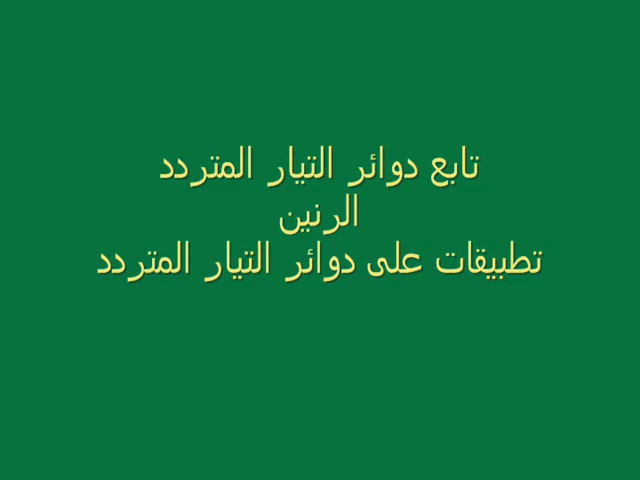 تابع دوائر التيار المتردد
الرنين
تطبيقات على دوائر التيار المتردد